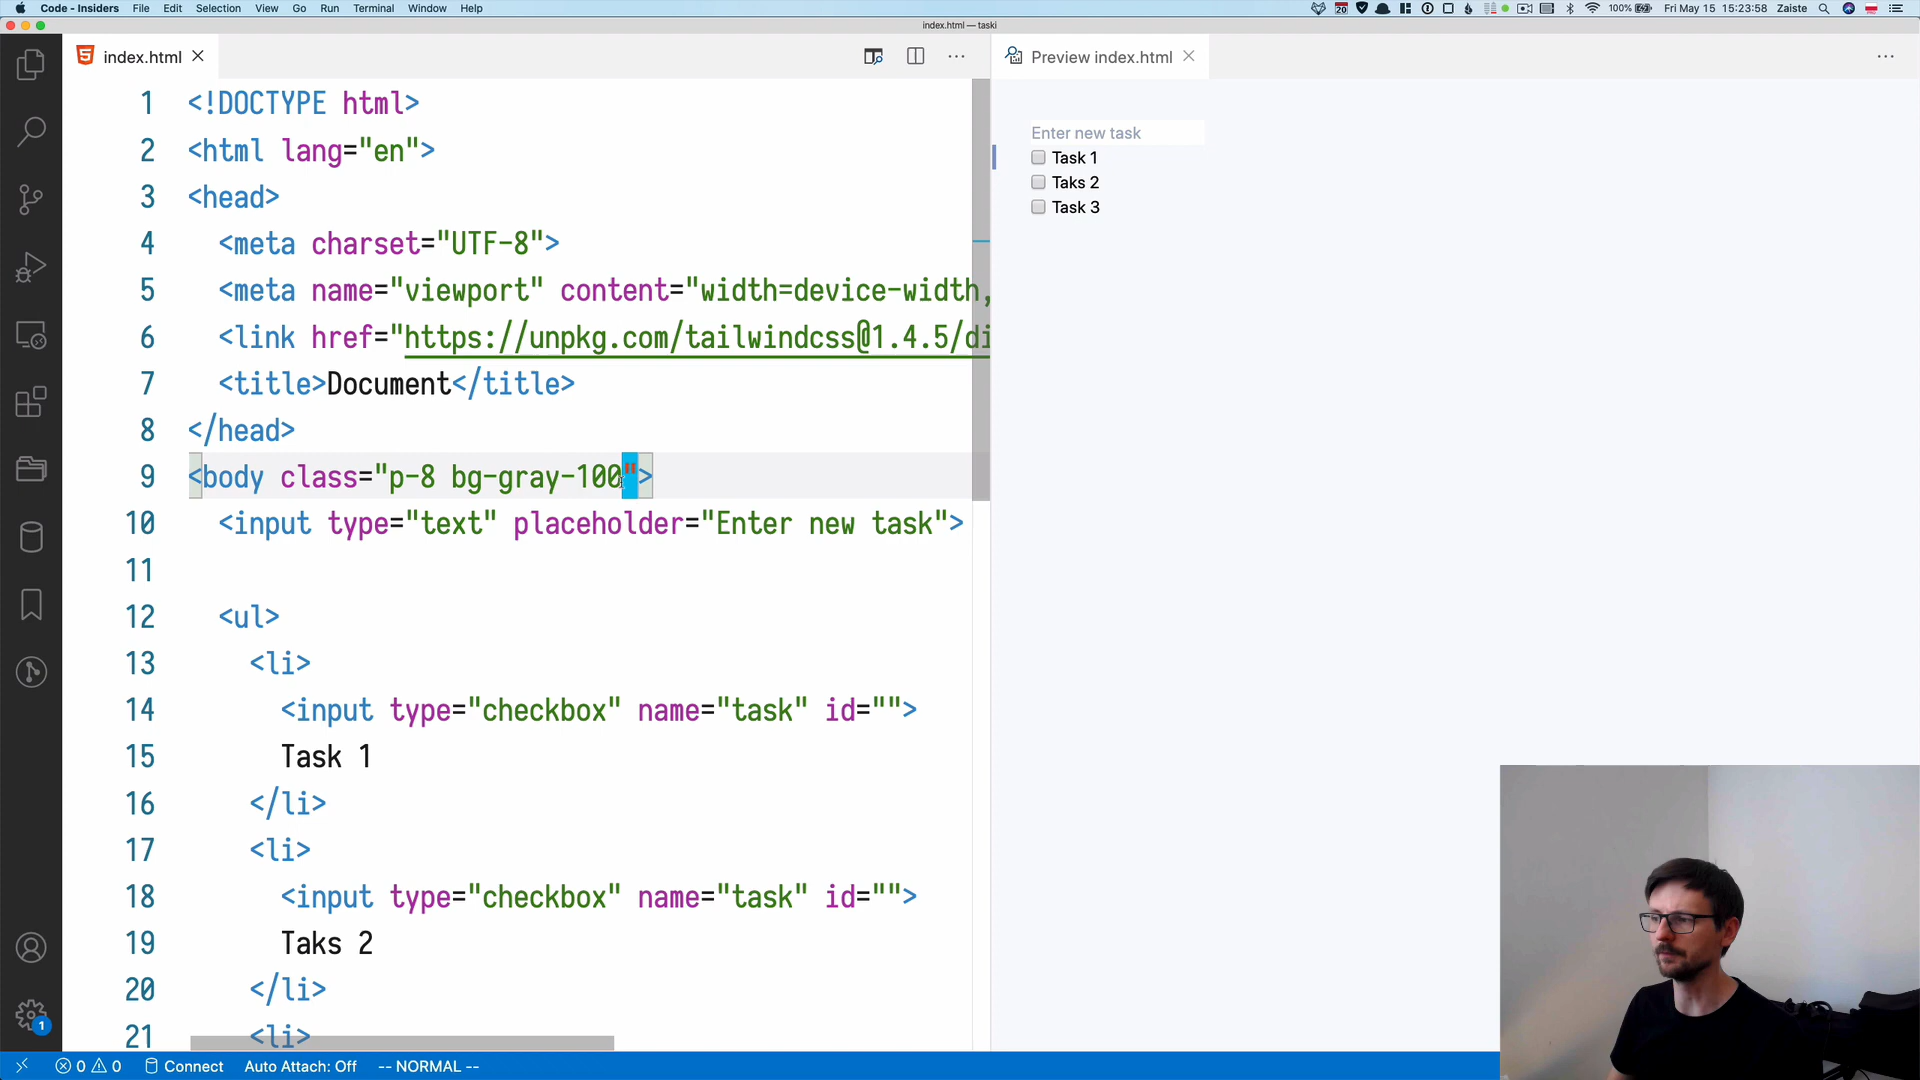 Code - Insiders File Edit Selection View Go Run Terminal Window Help
20 100% Fri May 15 15:23:58 Zaiste
index.html — taski
index.html
Preview index.html
1 <!DOCTYPE html>
2 <html lang="en">
3 <head>
4 <meta charset="UTF-8">
5 <meta name="viewport" content="width=device-width,
6 <link href="https://unpkg.com/tailwindcss@1.4.5/di
7 <title>Document</title>
8 </head>
9 <body class="p-8 bg-gray-100">
10 <input type="text" placeholder="Enter new task">
11
12 <ul>
13 <li>
14 <input type="checkbox" name="task" id="">
15 Task 1
16 </li>
17 <li>
18 <input type="checkbox" name="task" id="">
19 Taks 2
20 </li>
21 <li>
Enter new task
Task 1
Taks 2
Task 3
1
0 0 Connect Auto Attach: Off -- NORMAL --